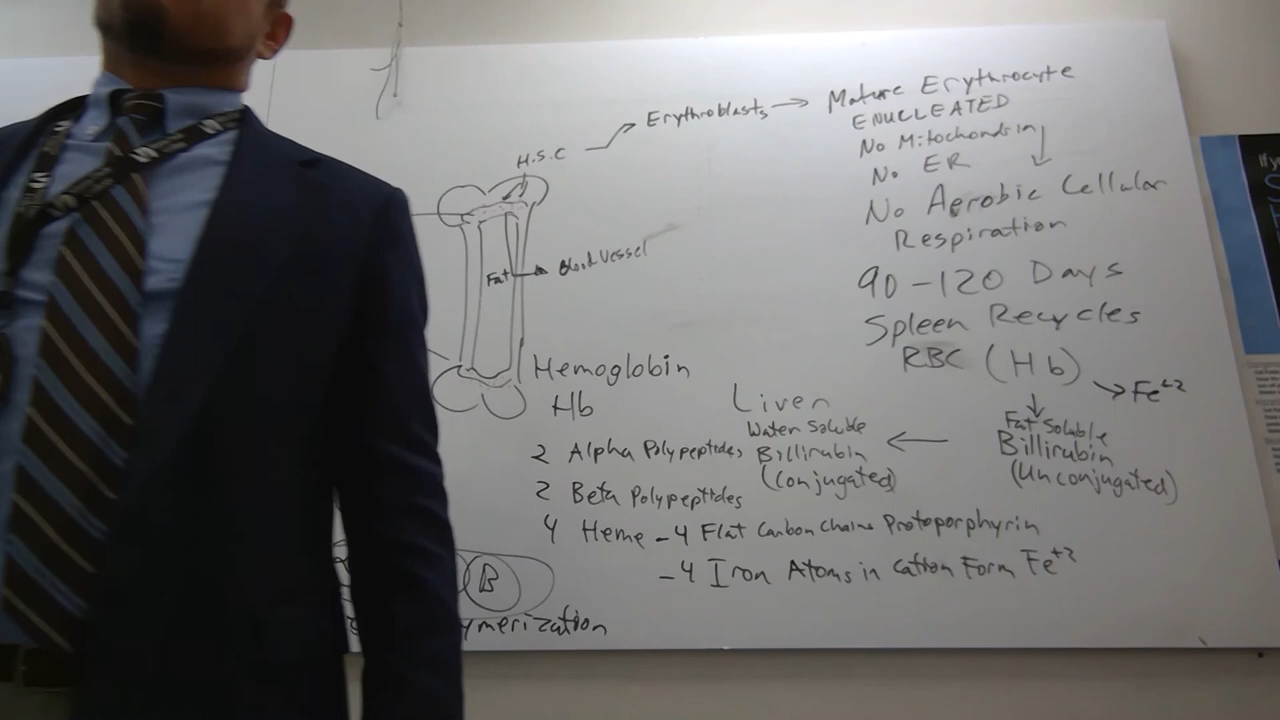 H.S.C
Erythroblasts → Mature Erythrocyte
ENUCLEATED
No Mitochondria
No ER
No Aerobic Cellular
Respiration
90-120 Days
Spleen Recycles
RBC (Hb)
→ Fe+2
Fat Soluble
Billirubin
(Unconjugated)
Fat
Blood Vessel
Liver
Water Soluble
Billirubin
(Conjugated)
Hemoglobin
Hb
2 Alpha Polypeptides
2 Beta Polypeptides
4 Heme - 4 Flat Carbon Chains Protoporphyrin
- 4 Iron Atoms in Cation Form Fe+2
B
ymerization
If y